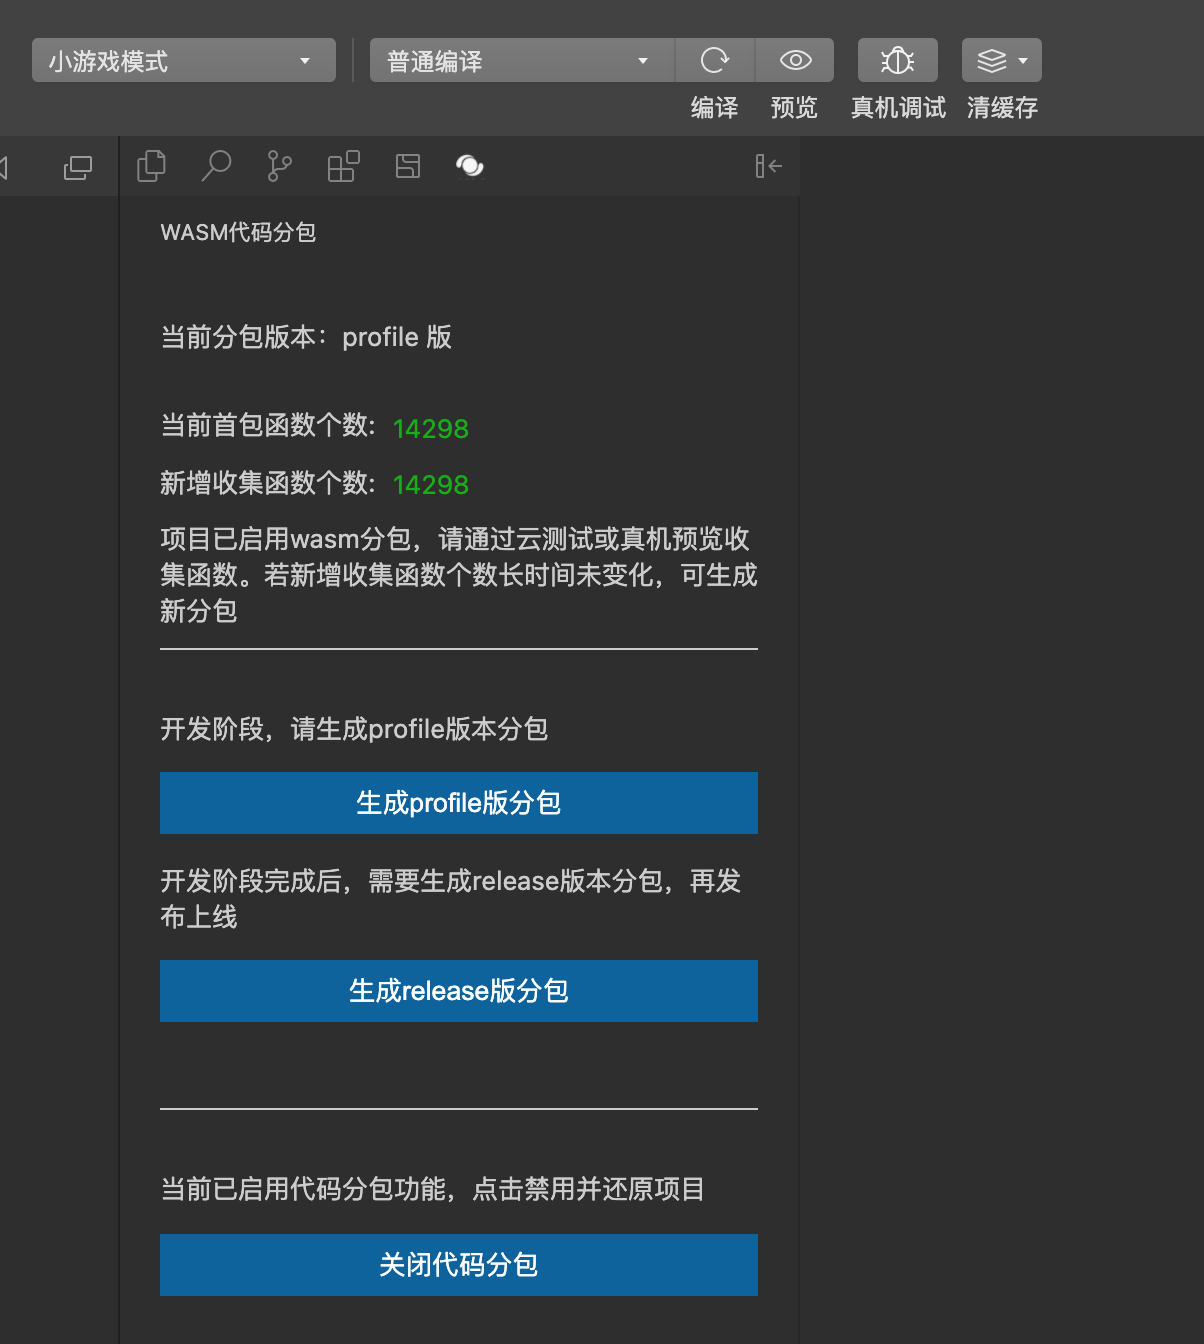 小游戏模式
普通编译
编译 预览 真机调试 清缓存
WASM代码分包
当前分包版本：profile 版
当前首包函数个数: 14298
新增收集函数个数: 14298
项目已启用wasm分包，请通过云测试或真机预览收
集函数。若新增收集函数个数长时间未变化，可生成
新分包
开发阶段，请生成profile版本分包
生成profile版分包
开发阶段完成后，需要生成release版本分包，再发
布上线
生成release版分包
当前已启用代码分包功能，点击禁用并还原项目
关闭代码分包